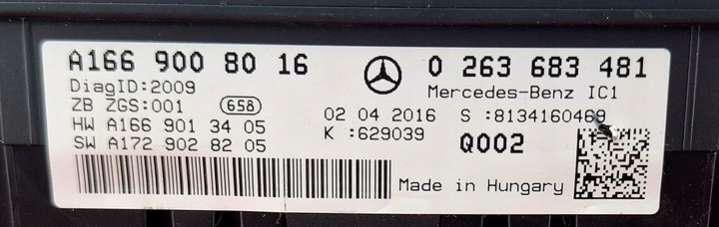 A166 900 80 16
0 263 683 481
DiagID:2009
Mercedes-Benz IC1
ZB ZGS:001
658
02 04 2016
S :8134160469
HW A166 901 34 05
K :629039
Q002
SW A172 902 82 05
Made in Hungary